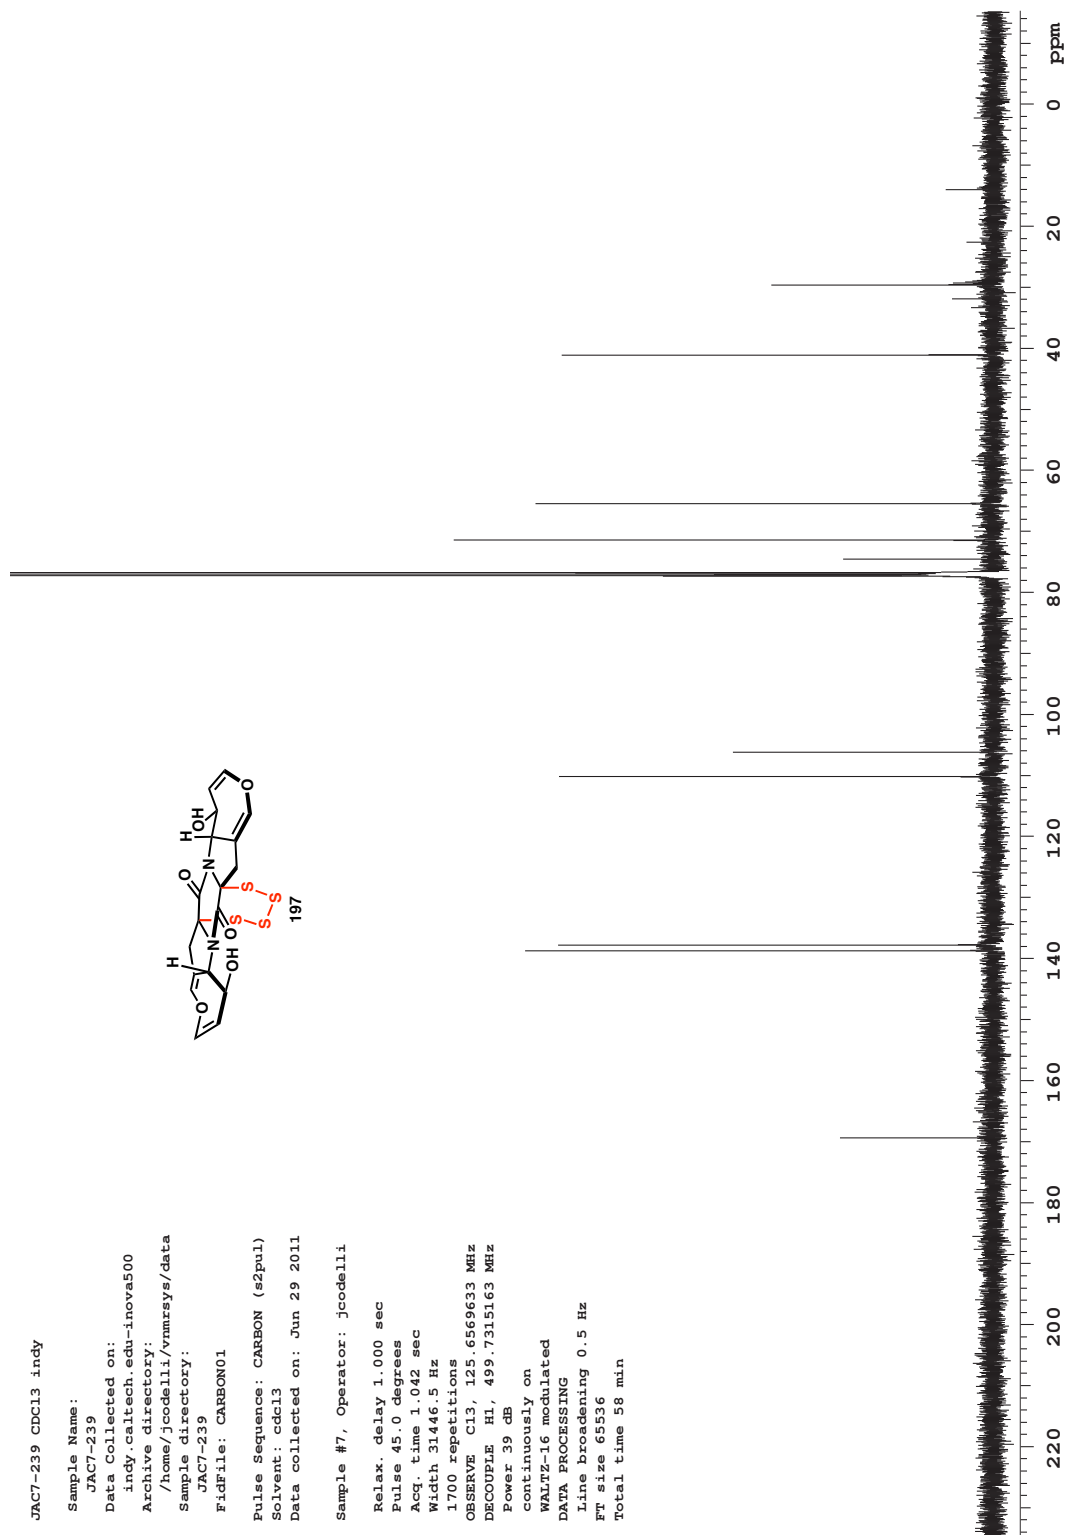 JAC7-239 CDCl3 indy
Sample Name:
JAC7-239
Data Collected on:
indy.caltech.edu-inova500
Archive directory:
/home/jcodelli/vnmrsys/data
Sample directory:
JAC7-239
FidFile: CARBON01
Pulse Sequence: CARBON (s2pul)
Solvent: cdcl3
Data collected on: Jun 29 2011
Sample #7, Operator: jcodelli
Relax. delay 1.000 sec
Pulse 45.0 degrees
Acq. time 1.042 sec
Width 31446.5 Hz
1700 repetitions
OBSERVE C13, 125.6569633 MHz
DECOUPLE H1, 499.7315163 MHz
Power 39 dB
continuously on
WALTZ-16 modulated
DATA PROCESSING
Line broadening 0.5 Hz
FT size 65536
Total time 58 min
H
OH
O
N
O
S
S
S
S
O
N
H
OH
O
197
220 200 180 160 140 120 100 80 60 40 20 0 ppm